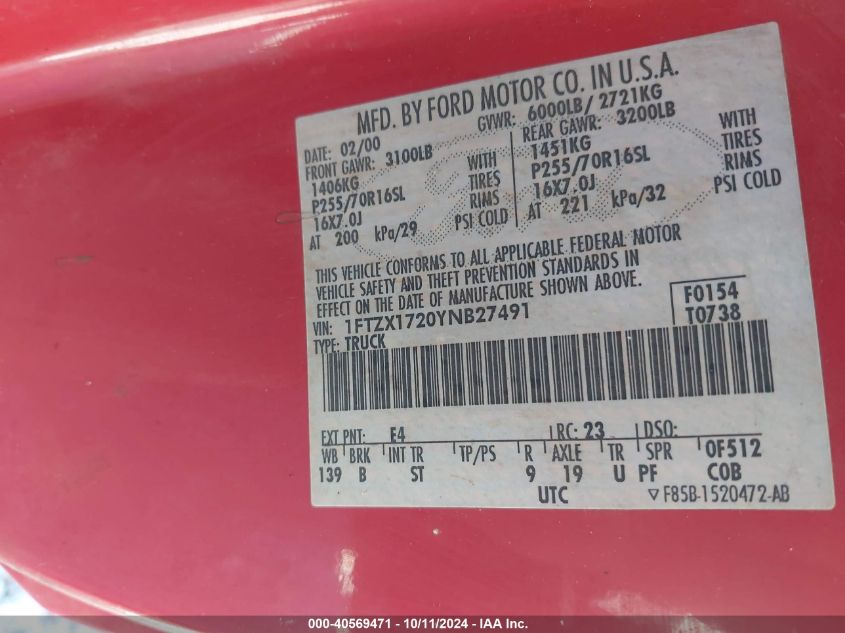 MFD. BY FORD MOTOR CO. IN U.S.A.
DATE: 02/00 GVWR: 6000LB/ 2721KG
FRONT GAWR: 3100LB REAR GAWR: 3200LB
1406KG WITH 1451KG WITH
P255/70R16SL TIRES P255/70R16SL TIRES
16X7.0J RIMS 16X7.0J RIMS
AT 200 kPa/29 PSI COLD AT 221 kPa/32 PSI COLD
THIS VEHICLE CONFORMS TO ALL APPLICABLE FEDERAL MOTOR
VEHICLE SAFETY AND THEFT PREVENTION STANDARDS IN
EFFECT ON THE DATE OF MANUFACTURE SHOWN ABOVE.
VIN: 1FTZX1720YNB27491 F0154
TYPE: TRUCK T0738
EXT PNT: E4 RC: 23 DSO:
WB BRK INT TR TP/PS R AXLE TR SPR 0F512
139 B ST 9 19 U PF COB
UTC F85B-1520472-AB
000-40569471 - 10/11/2024 - IAA Inc.